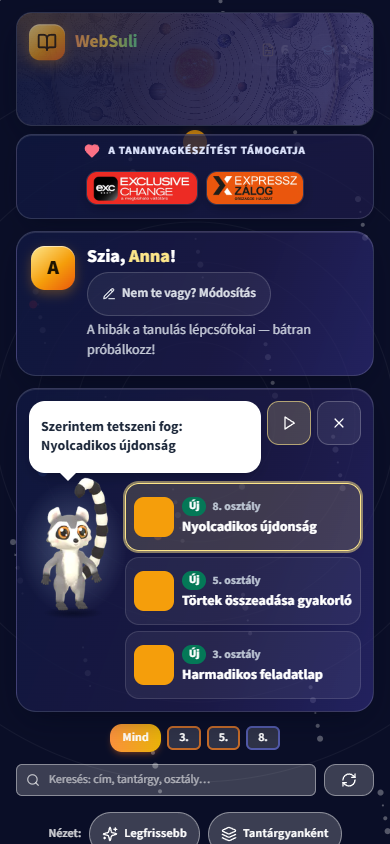 WebSuli
A TANANYAGKÉSZÍTÉST TÁMOGATJA
exc
EXCLUSIVE
CHANGE
EXPRESSZ
ZÁLOG
A
Szia, Anna!
Nem te vagy? Módosítás
A hibák a tanulás lépcsőfokai — bátran
próbálkozz!
Szerintem tetszeni fog:
Nyolcadikos újdonság
Új 8. osztály
Nyolcadikos újdonság
Új 5. osztály
Törtek összeadása gyakorló
Új 3. osztály
Harmadikos feladatlap
Mind 3. 5. 8.
Keresés: cím, tantárgy, osztály…
Nézet: Legfrissebb Tantárgyanként